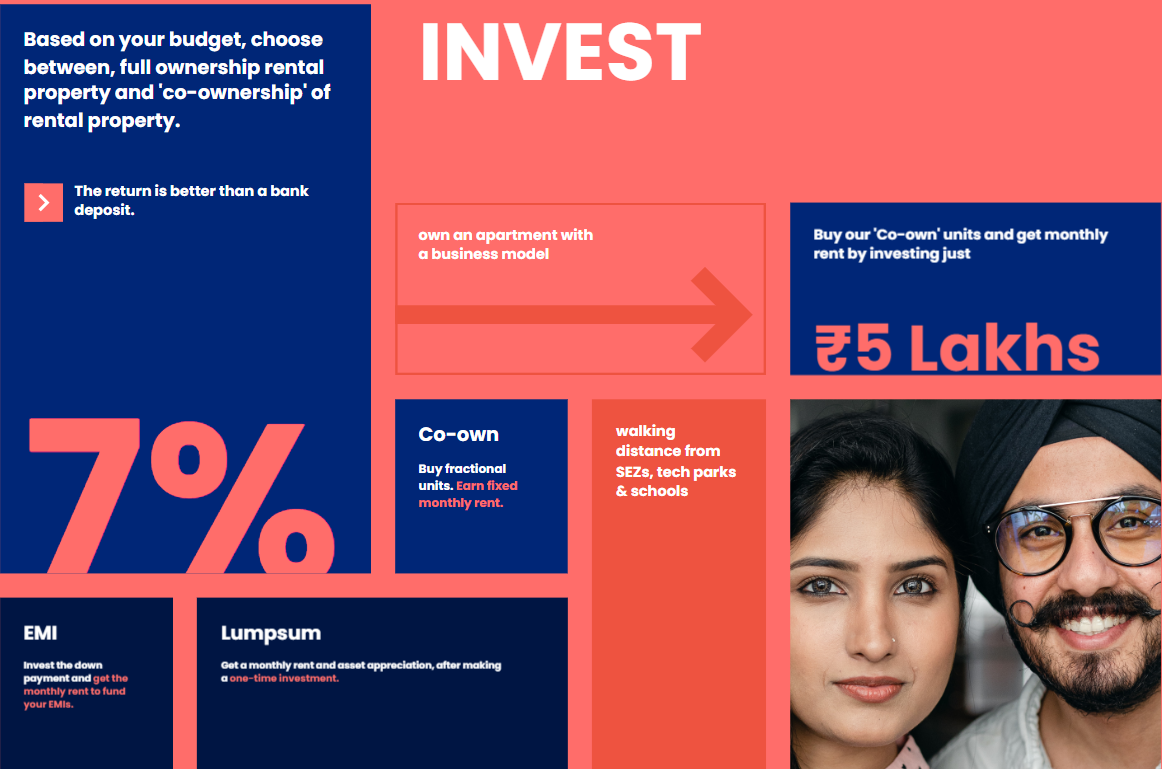 Based on your budget, choose
between, full ownership rental
property and 'co-ownership' of
rental property.
The return is better than a bank
deposit.
7%
INVEST
own an apartment with
a business model
Buy our 'Co-own' units and get monthly
rent by investing just
₹5 Lakhs
Co-own
Buy fractional
units. Earn fixed
monthly rent.
walking
distance from
SEZs, tech parks
& schools
EMI
Invest the down
payment and get the
monthly rent to fund
your EMIs.
Lumpsum
Get a monthly rent and asset appreciation, after making
a one-time investment.